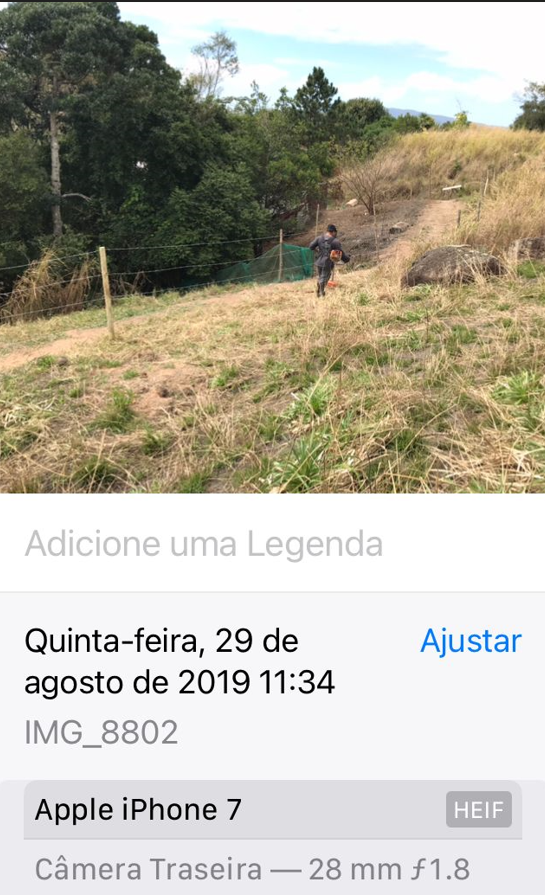 Adicione uma Legenda
Quinta-feira, 29 de
agosto de 2019 11:34
Ajustar
IMG_8802
Apple iPhone 7
HEIF
Câmera Traseira — 28 mm ƒ1.8